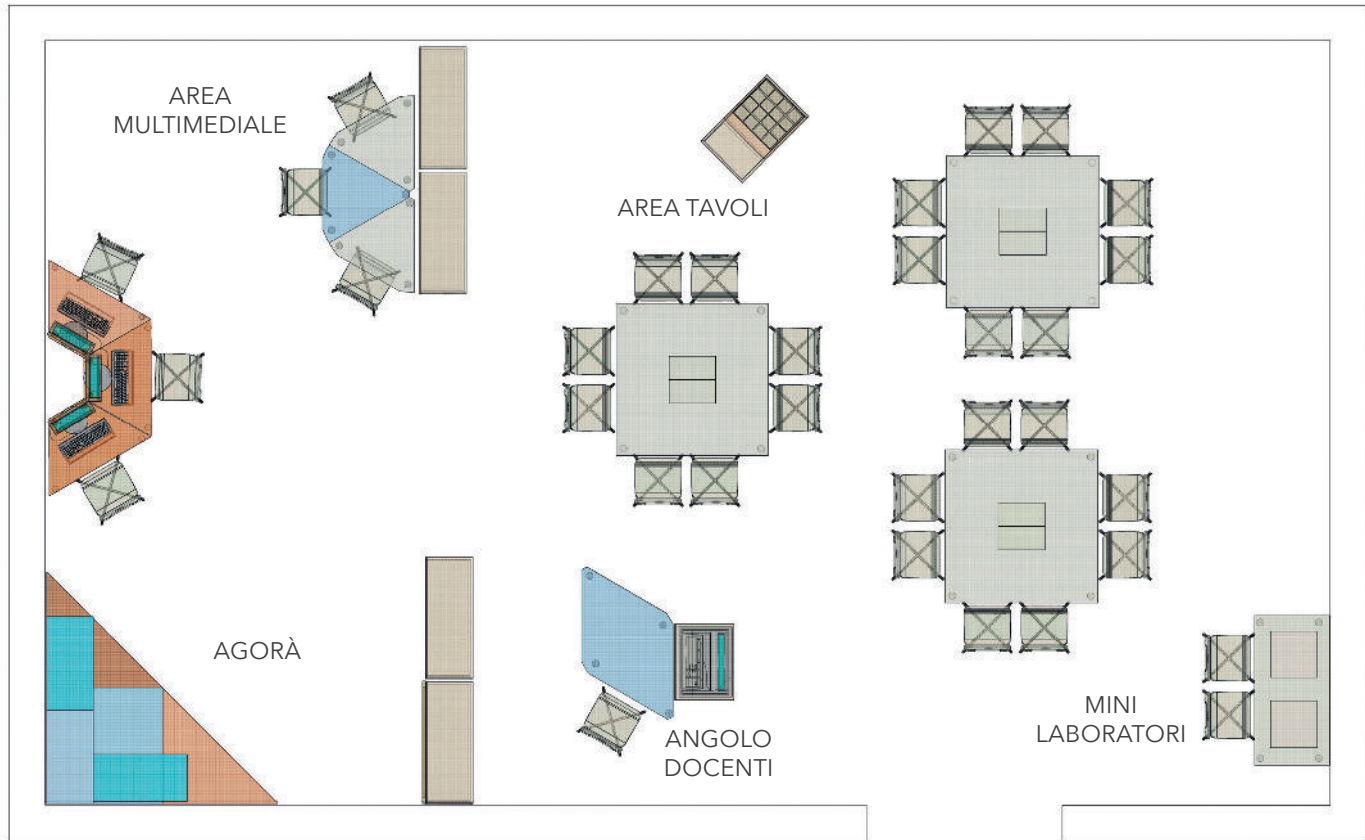 AREA
MULTIMEDIALE
AREA TAVOLI
AGORÀ
ANGOLO
DOCENTI
MINI
LABORATORI